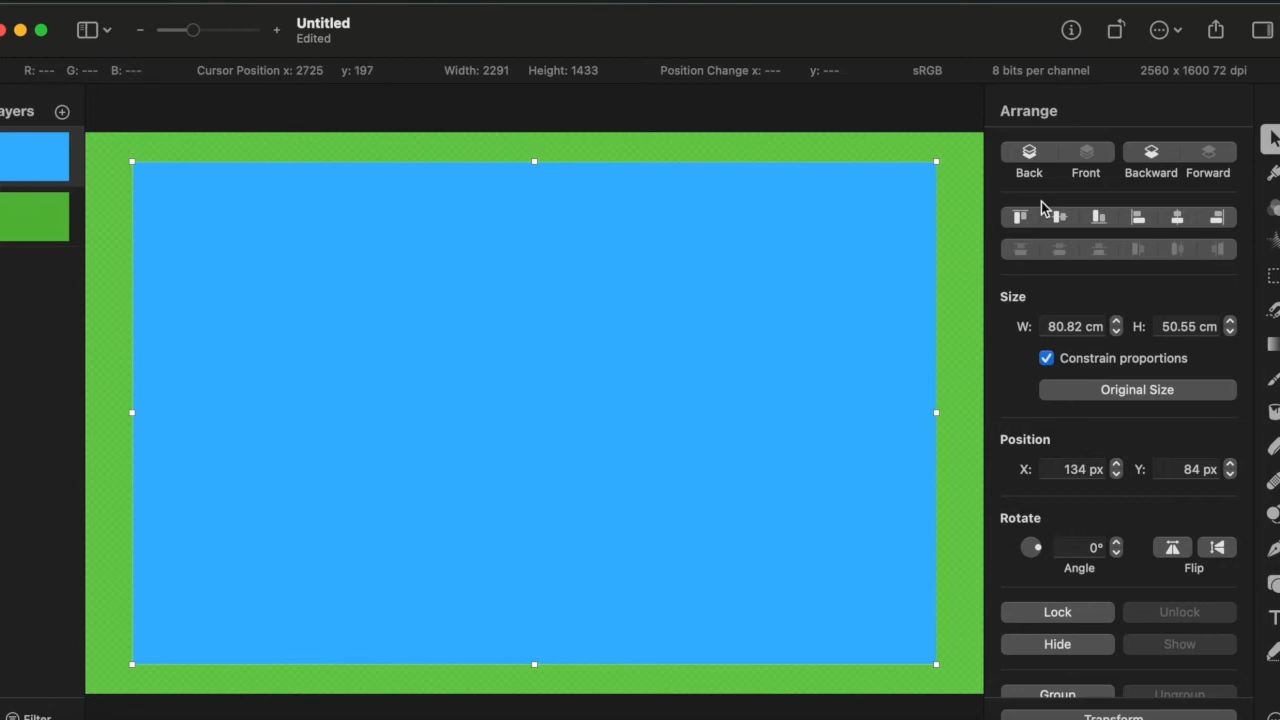 Untitled
Edited
R: --- G: --- B: --- Cursor Position x: 2725 y: 197 Width: 2291 Height: 1433 Position Change x: --- y: --- sRGB 8 bits per channel 2560 x 1600 72 dpi
ayers
Arrange
Back Front Backward Forward
Size
W: 80.82 cm H: 50.55 cm
Constrain proportions
Original Size
Position
X: 134 px Y: 84 px
Rotate
0°
Angle Flip
Lock Unlock
Hide Show
Group Ungroup
Transform
Filter